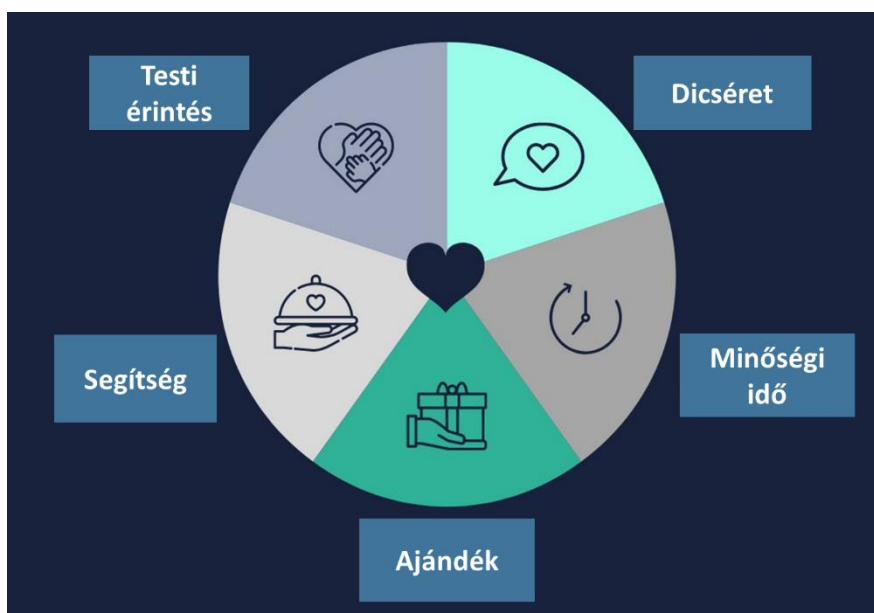 Testi
érintés
Dicséret
Segítség
Minőségi
idő
Ajándék